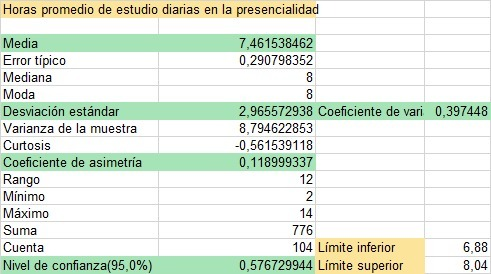 Horas promedio de estudio diarias en la presencialidad
Media 7,461538462
Error típico 0,290798352
Mediana 8
Moda 8
Desviación estándar 2,965572938 Coeficiente de vari 0,397448
Varianza de la muestra 8,794622853
Curtosis -0,561539118
Coeficiente de asimetría 0,118999337
Rango 12
Mínimo 2
Máximo 14
Suma 776
Cuenta 104 Límite inferior 6,88
Nivel de confianza(95,0%) 0,576729944 Límite superior 8,04